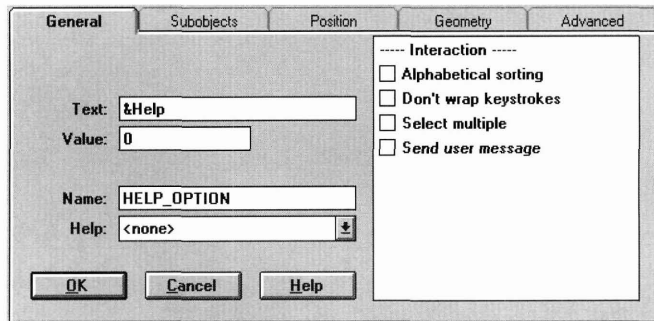 General
Subobjects
Position
Geometry
Advanced
Text: &Help
Value: 0
Name: HELP_OPTION
Help: <none>
OK
Cancel
Help
----- Interaction -----
Alphabetical sorting
Don't wrap keystrokes
Select multiple
Send user message